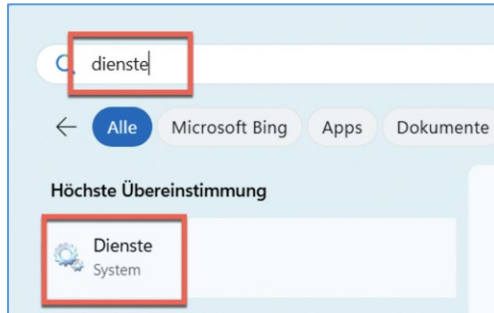 dienste
Alle Microsoft Bing Apps Dokumente
Höchste Übereinstimmung
Dienste
System